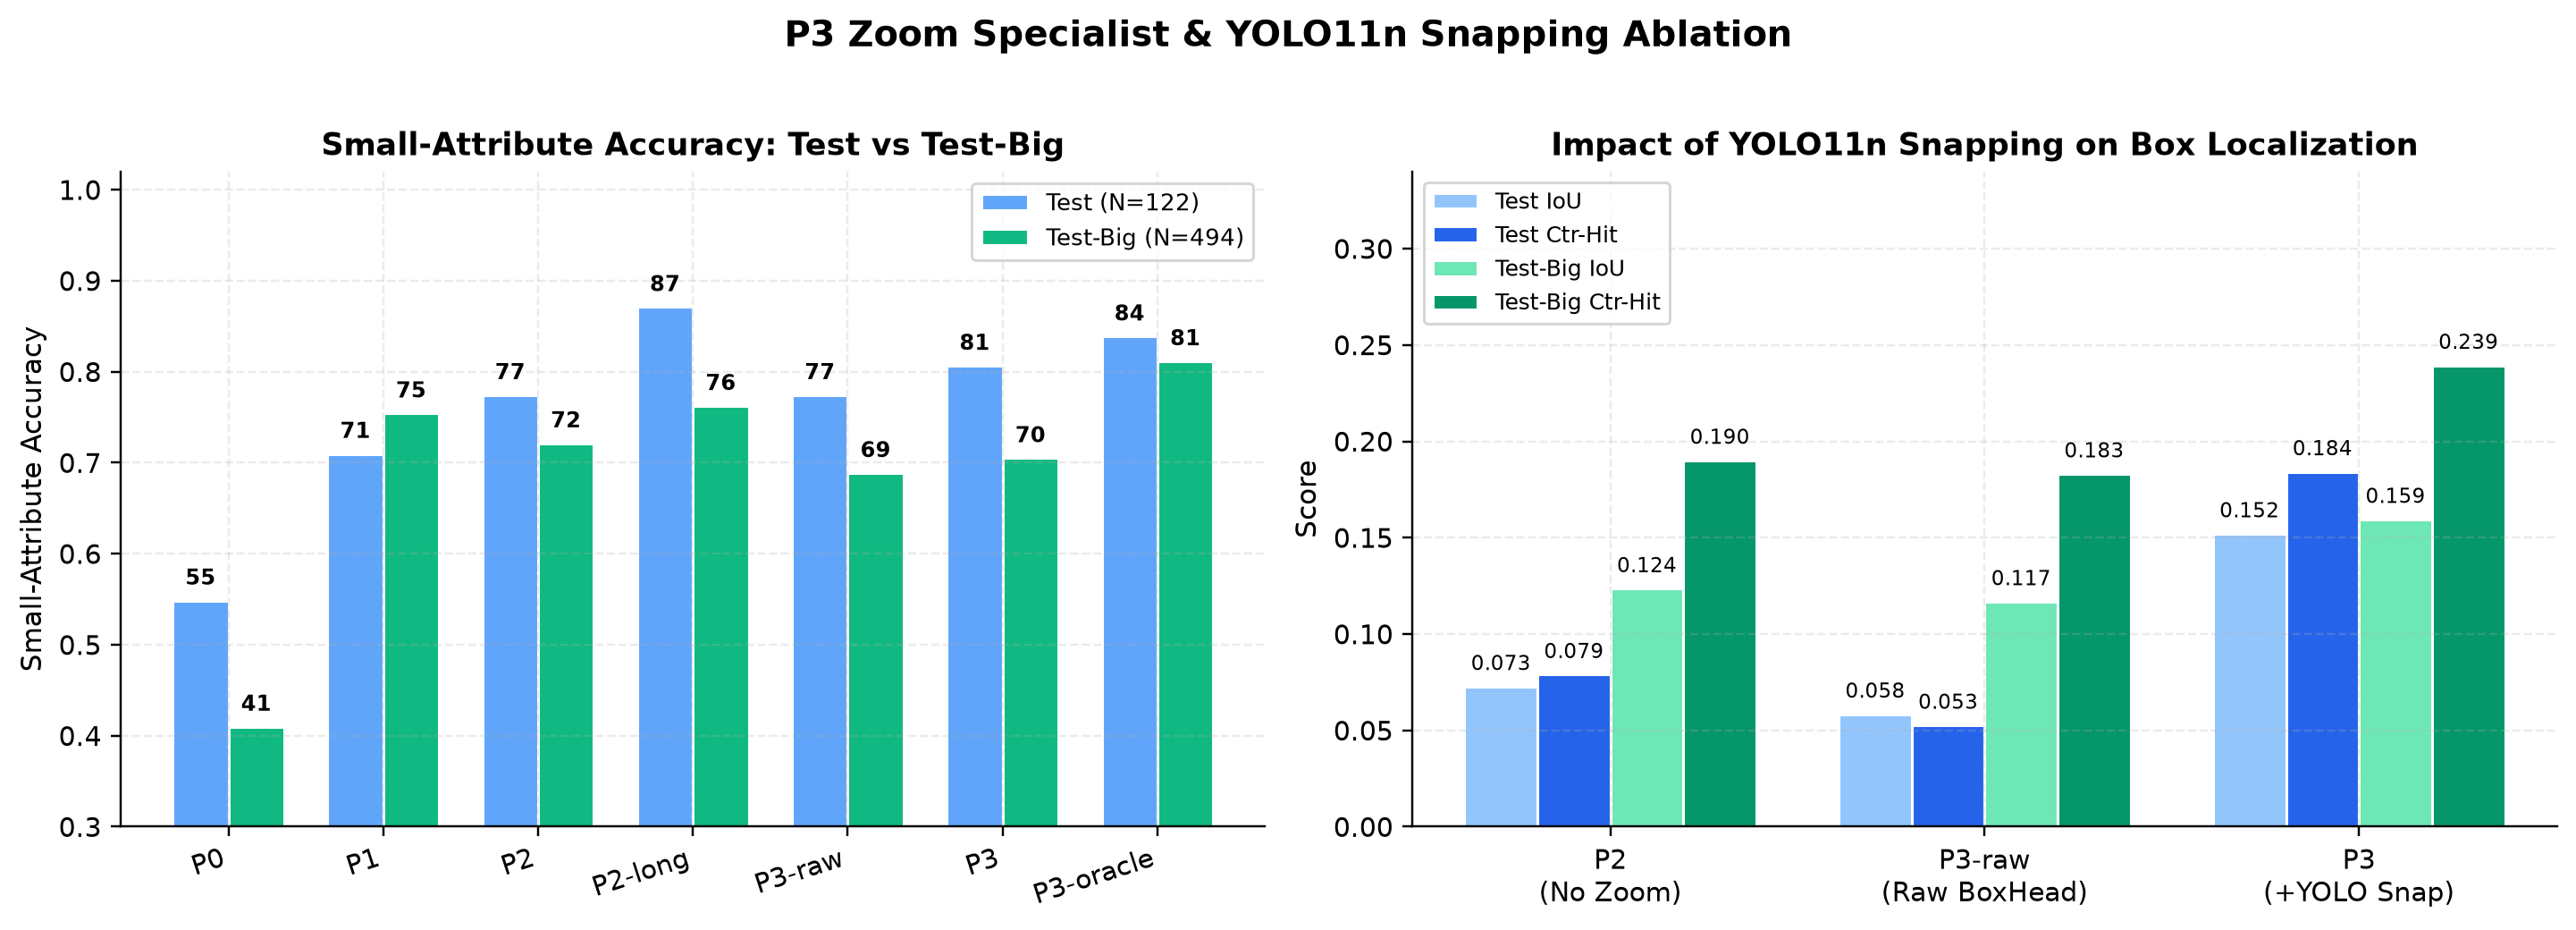 P3 Zoom Specialist & YOLO11n Snapping Ablation
Small-Attribute Accuracy: Test vs Test-Big
Small-Attribute Accuracy
1.0
0.9
0.8
0.7
0.6
0.5
0.4
0.3
Test (N=122)
Test-Big (N=494)
55
41
71
75
77
72
87
76
77
69
81
70
84
81
P0
P1
P2
P2-long
P3-raw
P3
P3-oracle
Impact of YOLO11n Snapping on Box Localization
Score
0.30
0.25
0.20
0.15
0.10
0.05
0.00
Test IoU
Test Ctr-Hit
Test-Big IoU
Test-Big Ctr-Hit
0.073
0.079
0.124
0.190
0.058
0.053
0.117
0.183
0.152
0.184
0.159
0.239
P2
(No Zoom)
P3-raw
(Raw BoxHead)
P3
(+YOLO Snap)